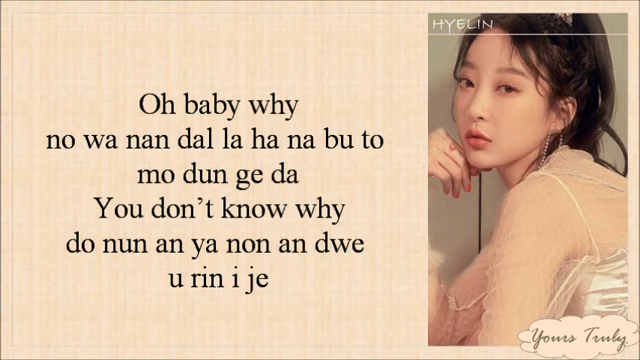 HYELIN
Oh baby why
no wa nan dal la ha na bu to
mo dun ge da
You don’t know why
do nun an ya non an dwe
u rin i je
Yours Truly